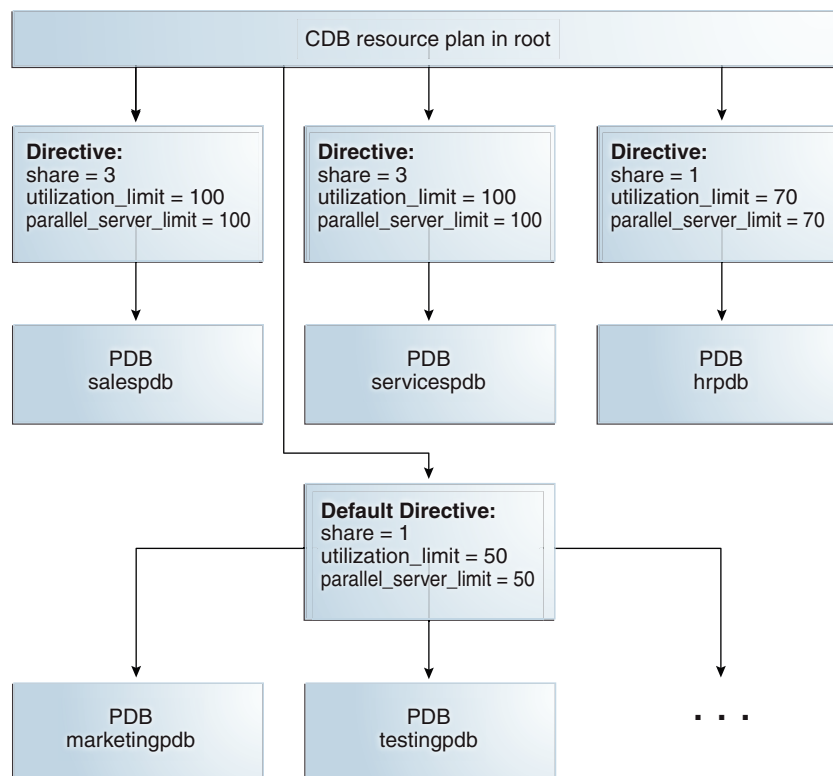 CDB resource plan in root
Directive:
share = 3
utilization_limit = 100
parallel_server_limit = 100
Directive:
share = 3
utilization_limit = 100
parallel_server_limit = 100
Directive:
share = 1
utilization_limit = 70
parallel_server_limit = 70
PDB
salespdb
PDB
servicespdb
PDB
hrpdb
Default Directive:
share = 1
utilization_limit = 50
parallel_server_limit = 50
PDB
marketingpdb
PDB
testingpdb
. . .